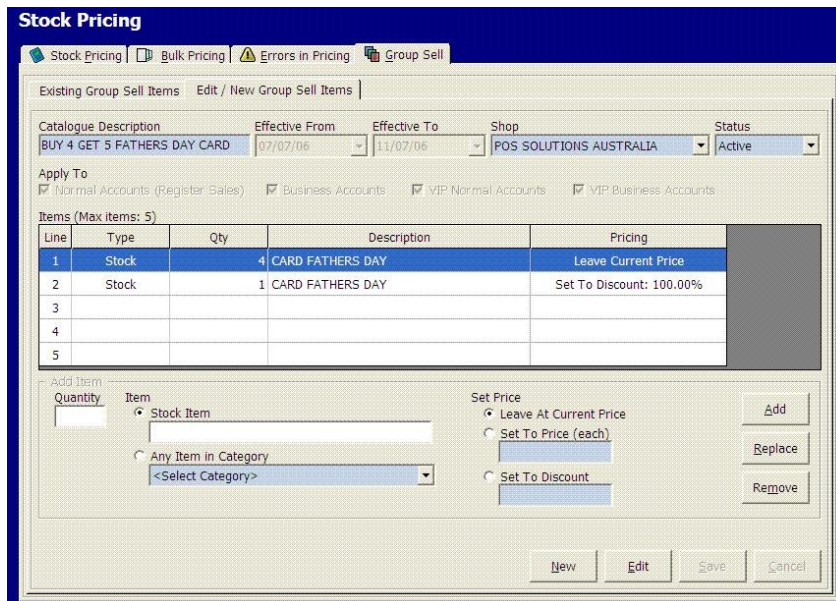 Stock Pricing
Stock Pricing Bulk Pricing Errors in Pricing Group Sell
Existing Group Sell Items Edit / New Group Sell Items
Catalogue Description Effective From Effective To Shop Status
BUY 4 GET 5 FATHERS DAY CARD 07/07/06 11/07/06 POS SOLUTIONS AUSTRALIA Active
Apply To
Normal Accounts (Register Sales) Business Accounts VIP Normal Accounts VIP Business Accounts
Items (Max items: 5)
Line Type Qty Description Pricing
1 Stock 4 CARD FATHERS DAY Leave Current Price
2 Stock 1 CARD FATHERS DAY Set To Discount: 100.00%
3
4
5
Add Item
Quantity Item Set Price
Stock Item Leave At Current Price Add
Set To Price (each)
Any Item in Category Replace
<Select Category> Set To Discount
Remove
New Edit Save Cancel